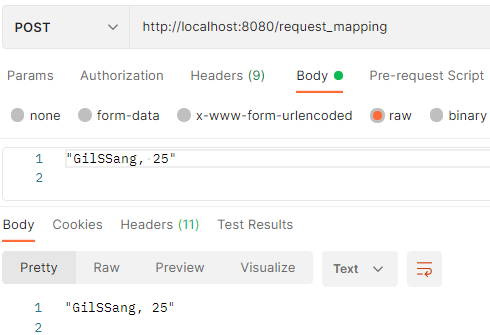 POST http://localhost:8080/request_mapping
Params Authorization Headers (9) Body Pre-request Script
none form-data x-www-form-urlencoded raw binary
1 "GilSSang, 25"
2
Body Cookies Headers (11) Test Results
Pretty Raw Preview Visualize Text
1 "GilSSang, 25"
2